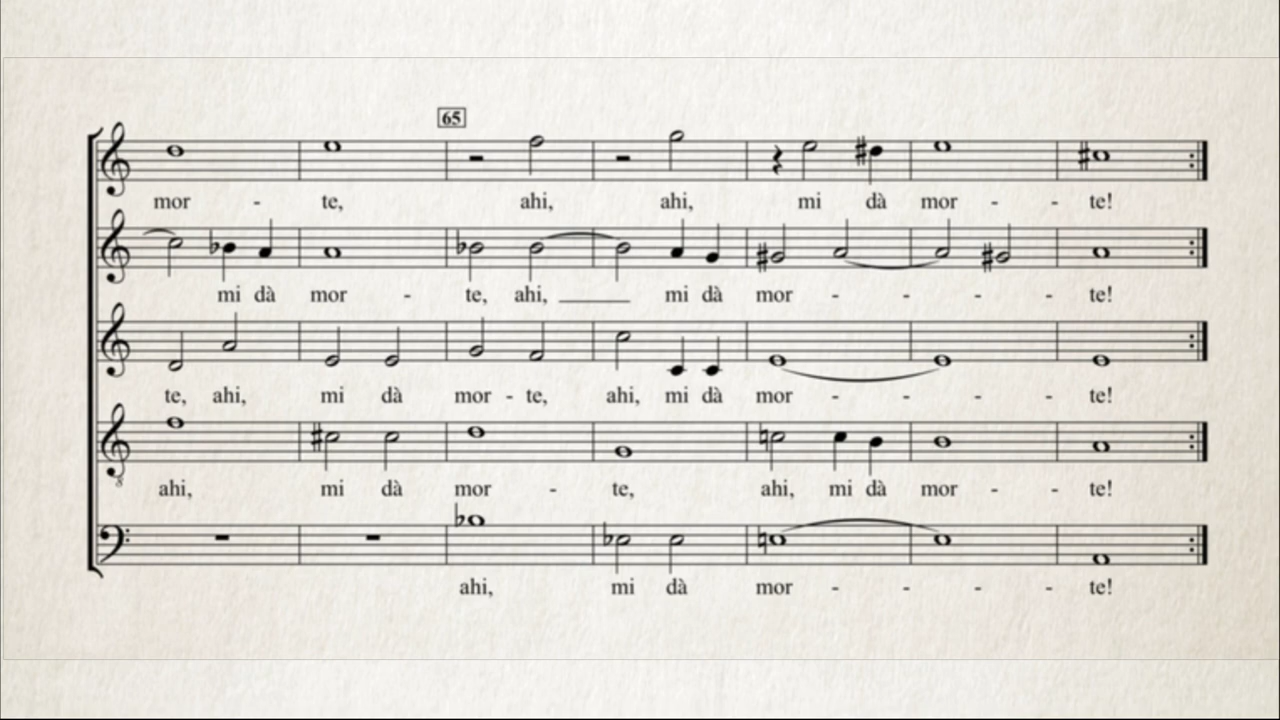 65
mor - te, ahi, ahi, mi dà mor - - te!
mi dà mor - te, ahi, mi dà mor - - - - te!
te, ahi, mi dà mor - te, ahi, mi dà mor - - - - te!
8
ahi, mi dà mor - te, ahi, mi dà mor - - te!
ahi, mi dà mor - - - - te!